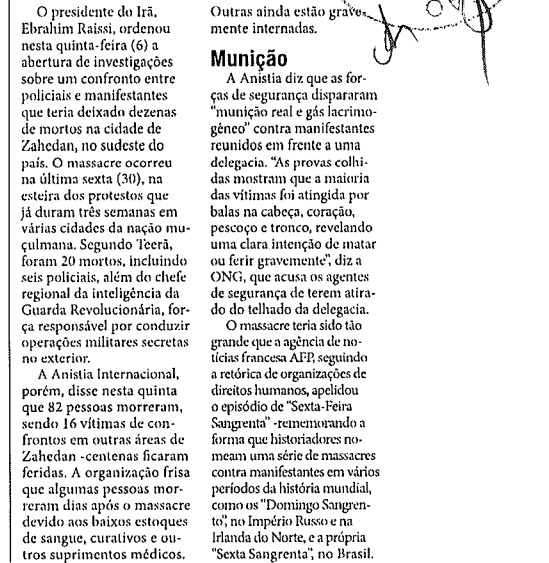 O presidente do Irã,
Ebrahim Raissi, ordenou
nesta quinta-feira (6) a
abertura de investigações
sobre um confronto entre
policiais e manifestantes
que teria deixado dezenas
de mortos na cidade de
Zahedan, no sudeste do
país. O massacre ocorreu
na última sexta (30), na
esteira dos protestos que
já duram três semanas em
várias cidades da nação mu-
çulmana. Segundo Teerã,
foram 20 mortos, incluindo
seis policiais, além do chefe
regional da inteligência da
Guarda Revolucionária, for-
ça responsável por conduzir
operações militares secretas
no exterior.
A Anistia Internacional,
porém, disse nesta quinta
que 82 pessoas morreram,
sendo 16 vítimas de con-
frontos em outras áreas de
Zahedan -centenas ficaram
feridas. A organização frisa
que algumas pessoas mor-
reram dias após o massacre
devido aos baixos estoques
de sangue, curativos e ou-
tros suprimentos médicos.
Outras ainda estão grave-
mente internadas.
Munição
A Anistia diz que as for-
ças de segurança dispararam
"munição real e gás lacrimo-
gêneo" contra manifestantes
reunidos em frente a uma
delegacia. "As provas colhi-
das mostram que a maioria
das vítimas foi atingida por
balas na cabeça, coração,
pescoço e tronco, revelando
uma clara intenção de matar
ou ferir gravemente", diz a
ONG, que acusa os agentes
de segurança de terem atira-
do do telhado da delegacia.
O massacre teria sido tão
grande que a agência de no-
tícias francesa AFP, seguindo
a retórica de organizações de
direitos humanos, apelidou
o episódio de "Sexta-Feira
Sangrenta" -rememorando a
forma que historiadores no-
meam uma série de massacres
contra manifestantes em vários
períodos da história mundial,
como os "Domingo Sangren-
to", no Império Russo e na
Irlanda do Norte, e a própria
"Sexta Sangrenta", no Brasil.